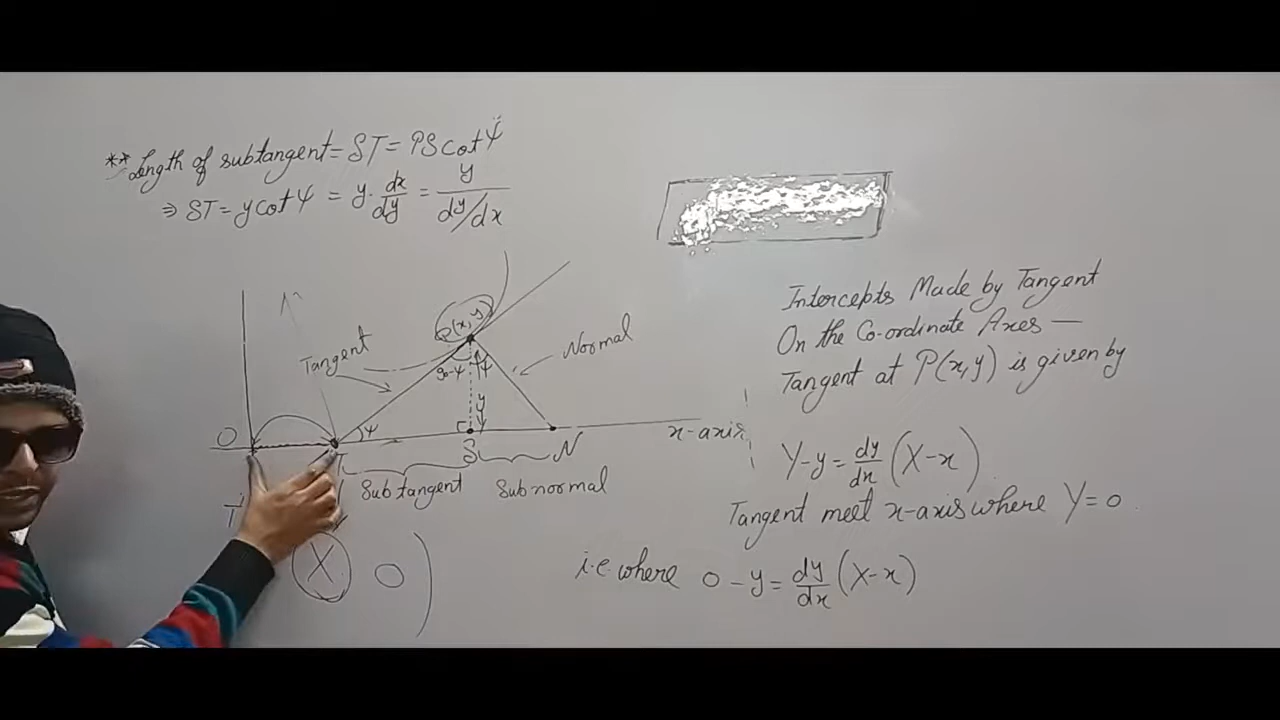 ** Length of subtangent = ST = PS cot Ψ
⇒ ST = y cot Ψ = y. dx/dy = y/(dy/dx)
P(x, y)
Tangent
Normal
90-Ψ
Ψ
y
Ψ
O
T
S
N
x-axis
Subtangent
Subnormal
T
X O )
Intercepts Made by Tangent
On the Co-ordinate Axes —
Tangent at P(x,y) is given by
Y-y = dy/dx (X-x)
Tangent meet x-axis where Y=0.
i.e. where 0-y = dy/dx (X-x)